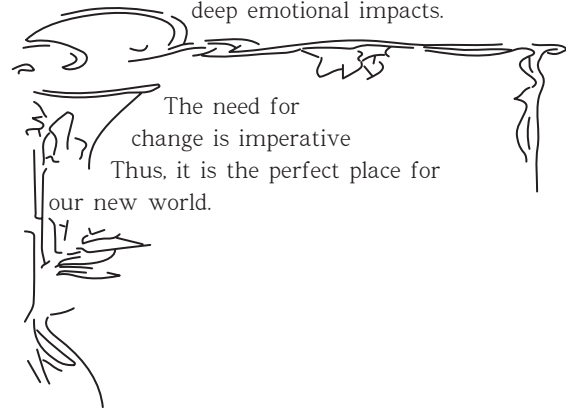 deep emotional impacts.
The need for
change is imperative
Thus, it is the perfect place for
our new world.